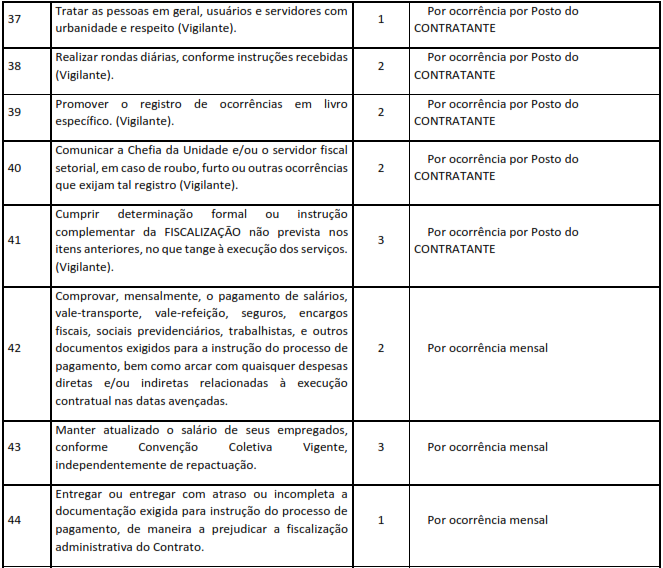 37
Tratar as pessoas em geral, usuários e servidores com
urbanidade e respeito (Vigilante).
1
Por ocorrência por Posto do
CONTRATANTE
38
Realizar rondas diárias, conforme instruções recebidas
(Vigilante).
2
Por ocorrência por Posto do
CONTRATANTE
39
Promover o registro de ocorrências em livro
específico. (Vigilante).
2
Por ocorrência por Posto do
CONTRATANTE
40
Comunicar a Chefia da Unidade e/ou o servidor fiscal
setorial, em caso de roubo, furto ou outras ocorrências
que exijam tal registro (Vigilante).
2
Por ocorrência por Posto do
CONTRATANTE
41
Cumprir determinação formal ou instrução
complementar da FISCALIZAÇÃO não prevista nos
itens anteriores, no que tange à execução dos serviços.
(Vigilante).
3
Por ocorrência por Posto do
CONTRATANTE
42
Comprovar, mensalmente, o pagamento de salários,
vale-transporte, vale-refeição, seguros, encargos
fiscais, sociais previdenciários, trabalhistas, e outros
documentos exigidos para a instrução do processo de
pagamento, bem como arcar com quaisquer despesas
diretas e/ou indiretas relacionadas à execução
contratual nas datas avençadas.
2
Por ocorrência mensal
43
Manter atualizado o salário de seus empregados,
conforme Convenção Coletiva Vigente,
independentemente de repactuação.
3
Por ocorrência mensal
44
Entregar ou entregar com atraso ou incompleta a
documentação exigida para instrução do processo de
pagamento, de maneira a prejudicar a fiscalização
administrativa do Contrato.
1
Por ocorrência mensal